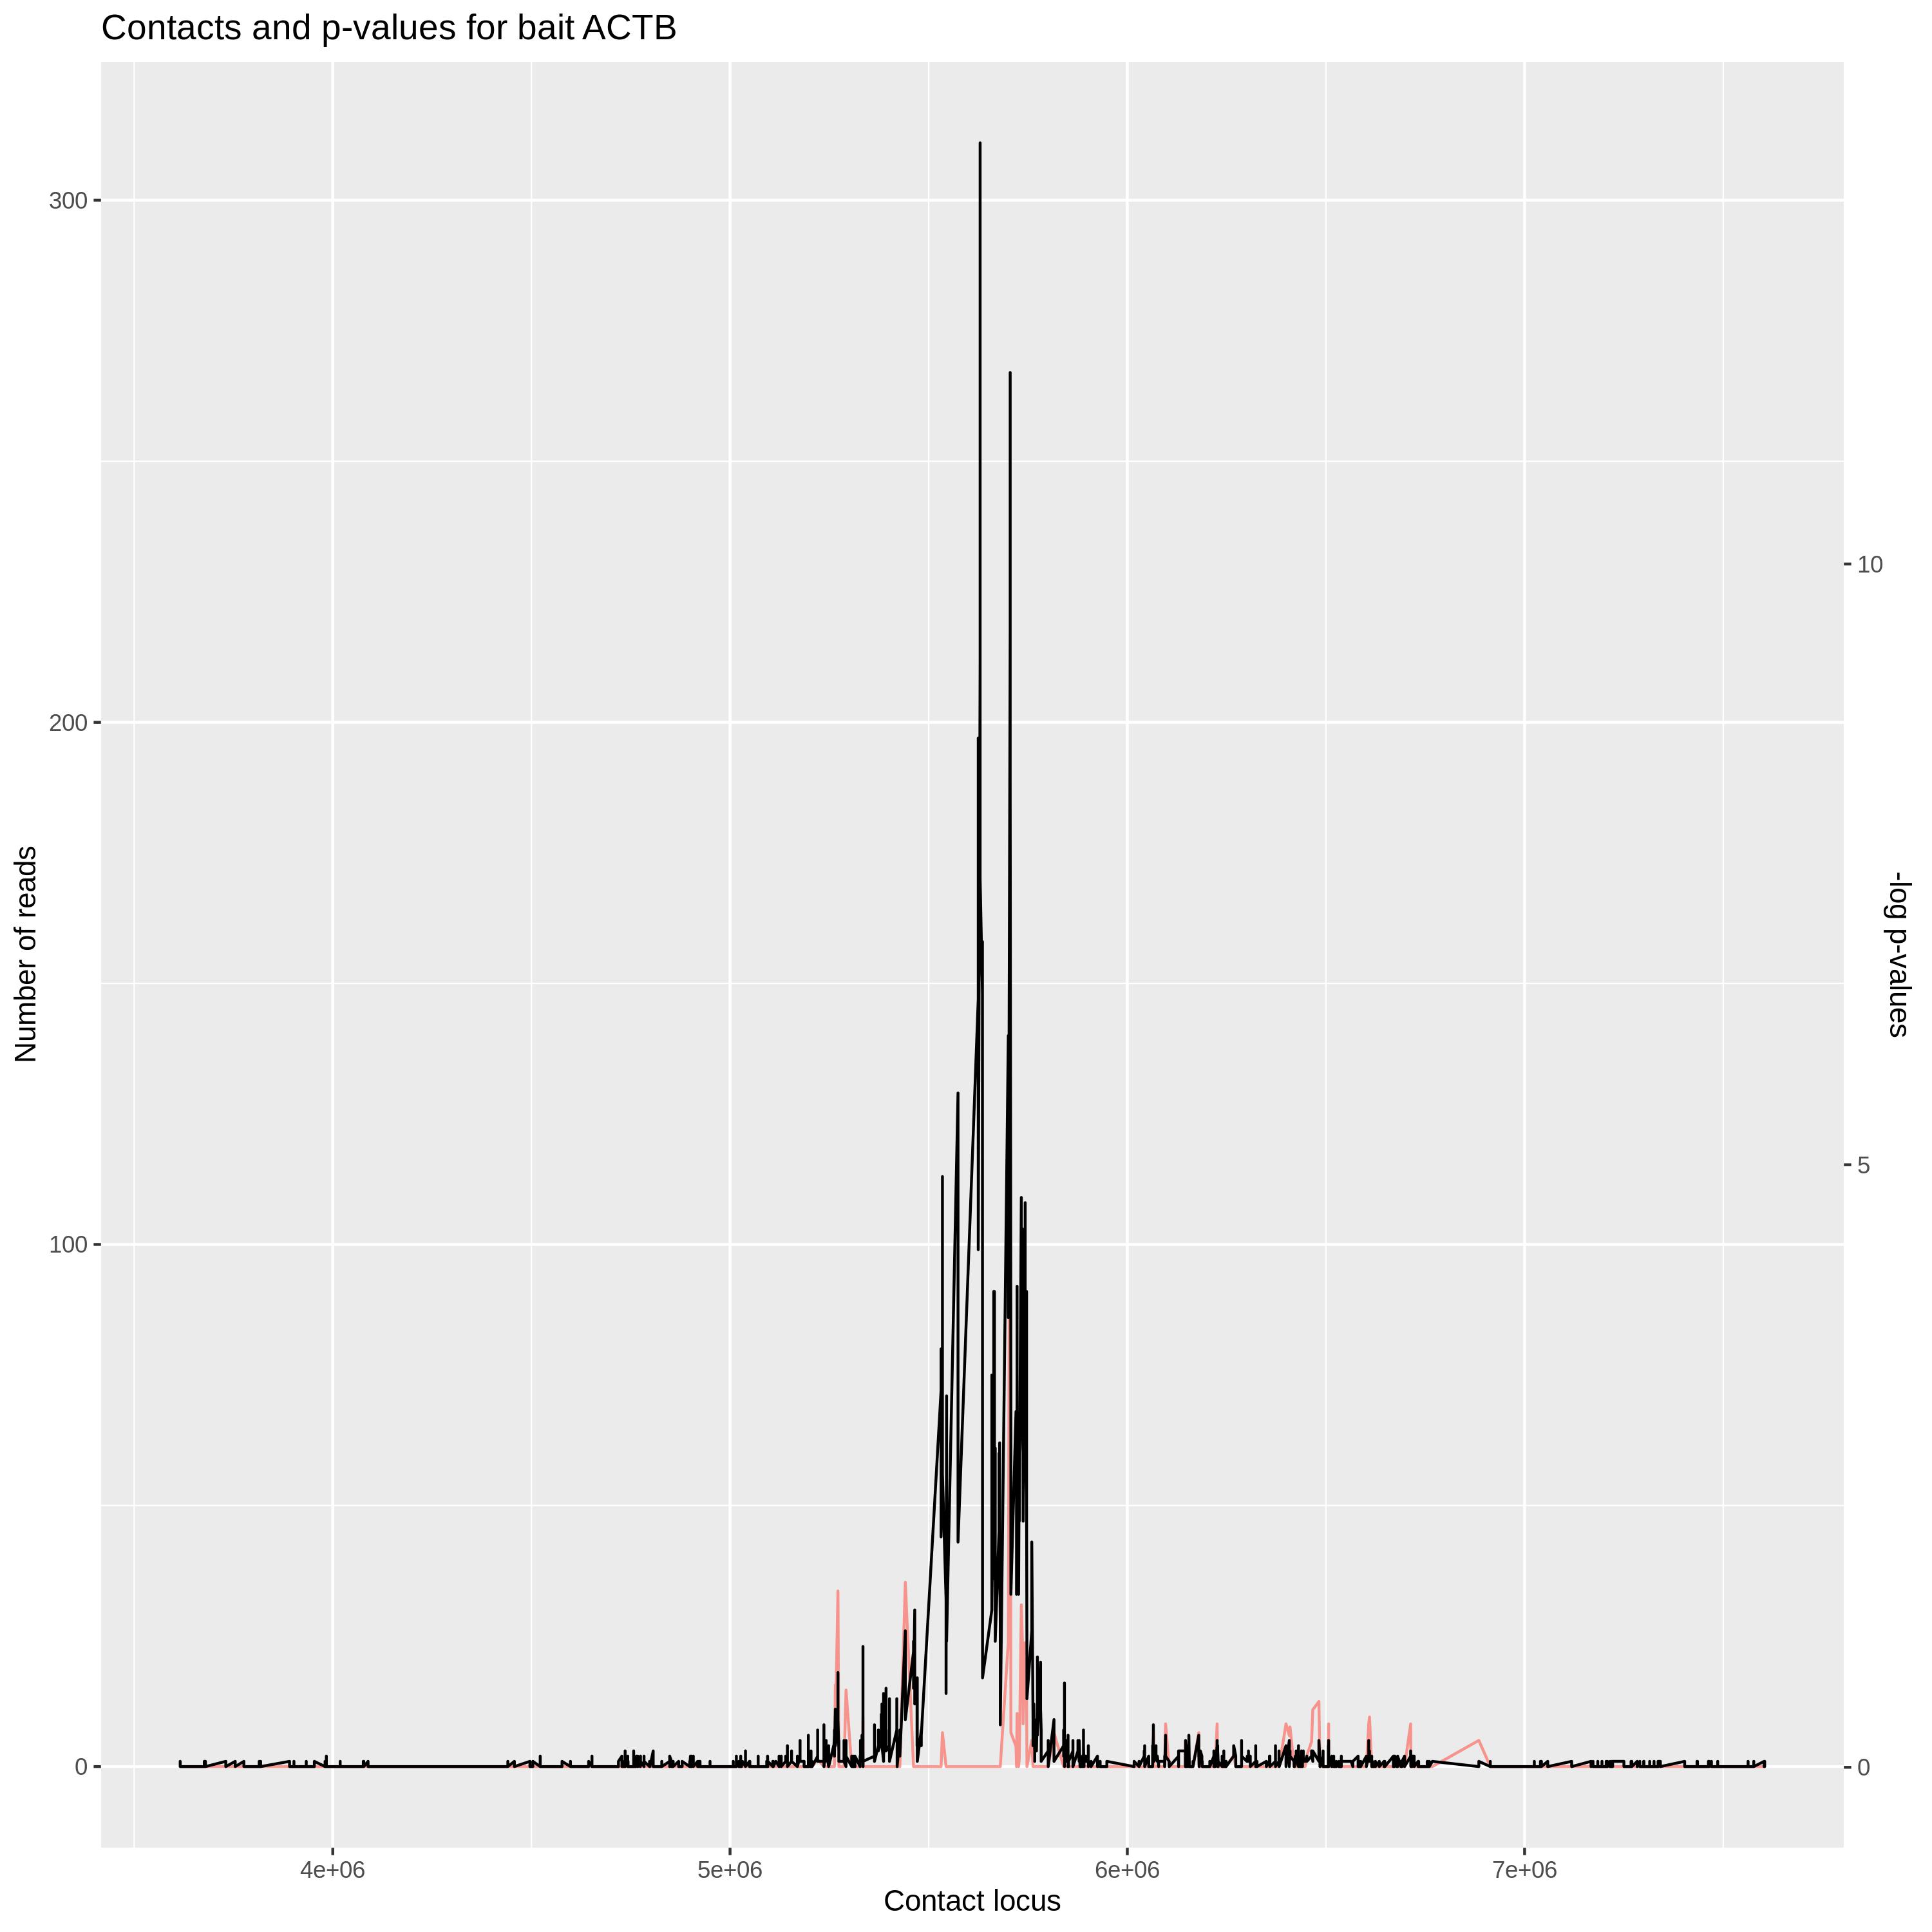 Contacts and p-values for bait ACTB
Number of reads
300
200
100
0
10
5
0
-log p-values
4e+06
5e+06
6e+06
7e+06
Contact locus